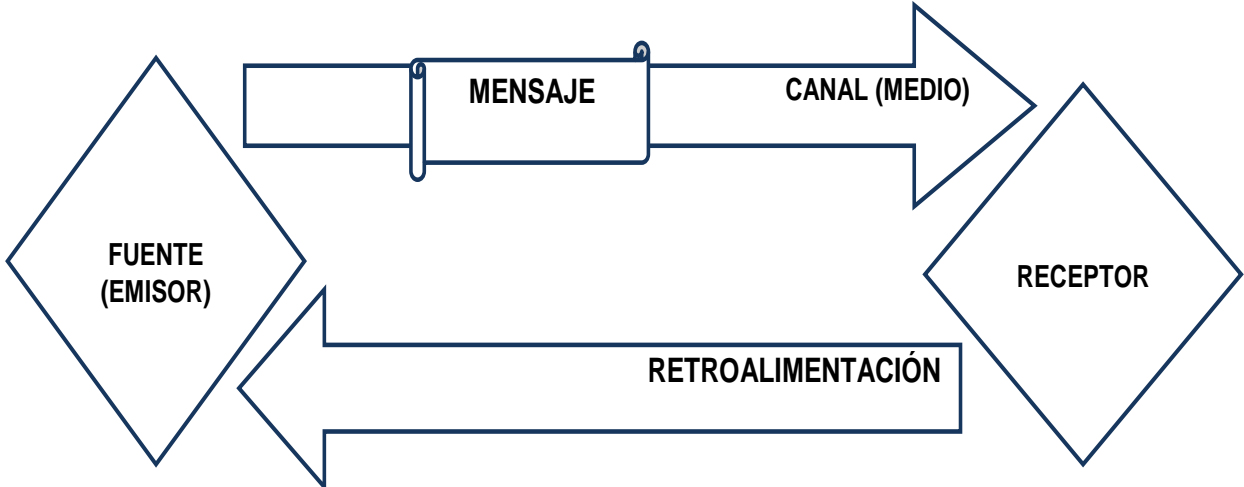 MENSAJE
CANAL (MEDIO)
FUENTE
(EMISOR)
RECEPTOR
RETROALIMENTACIÓN